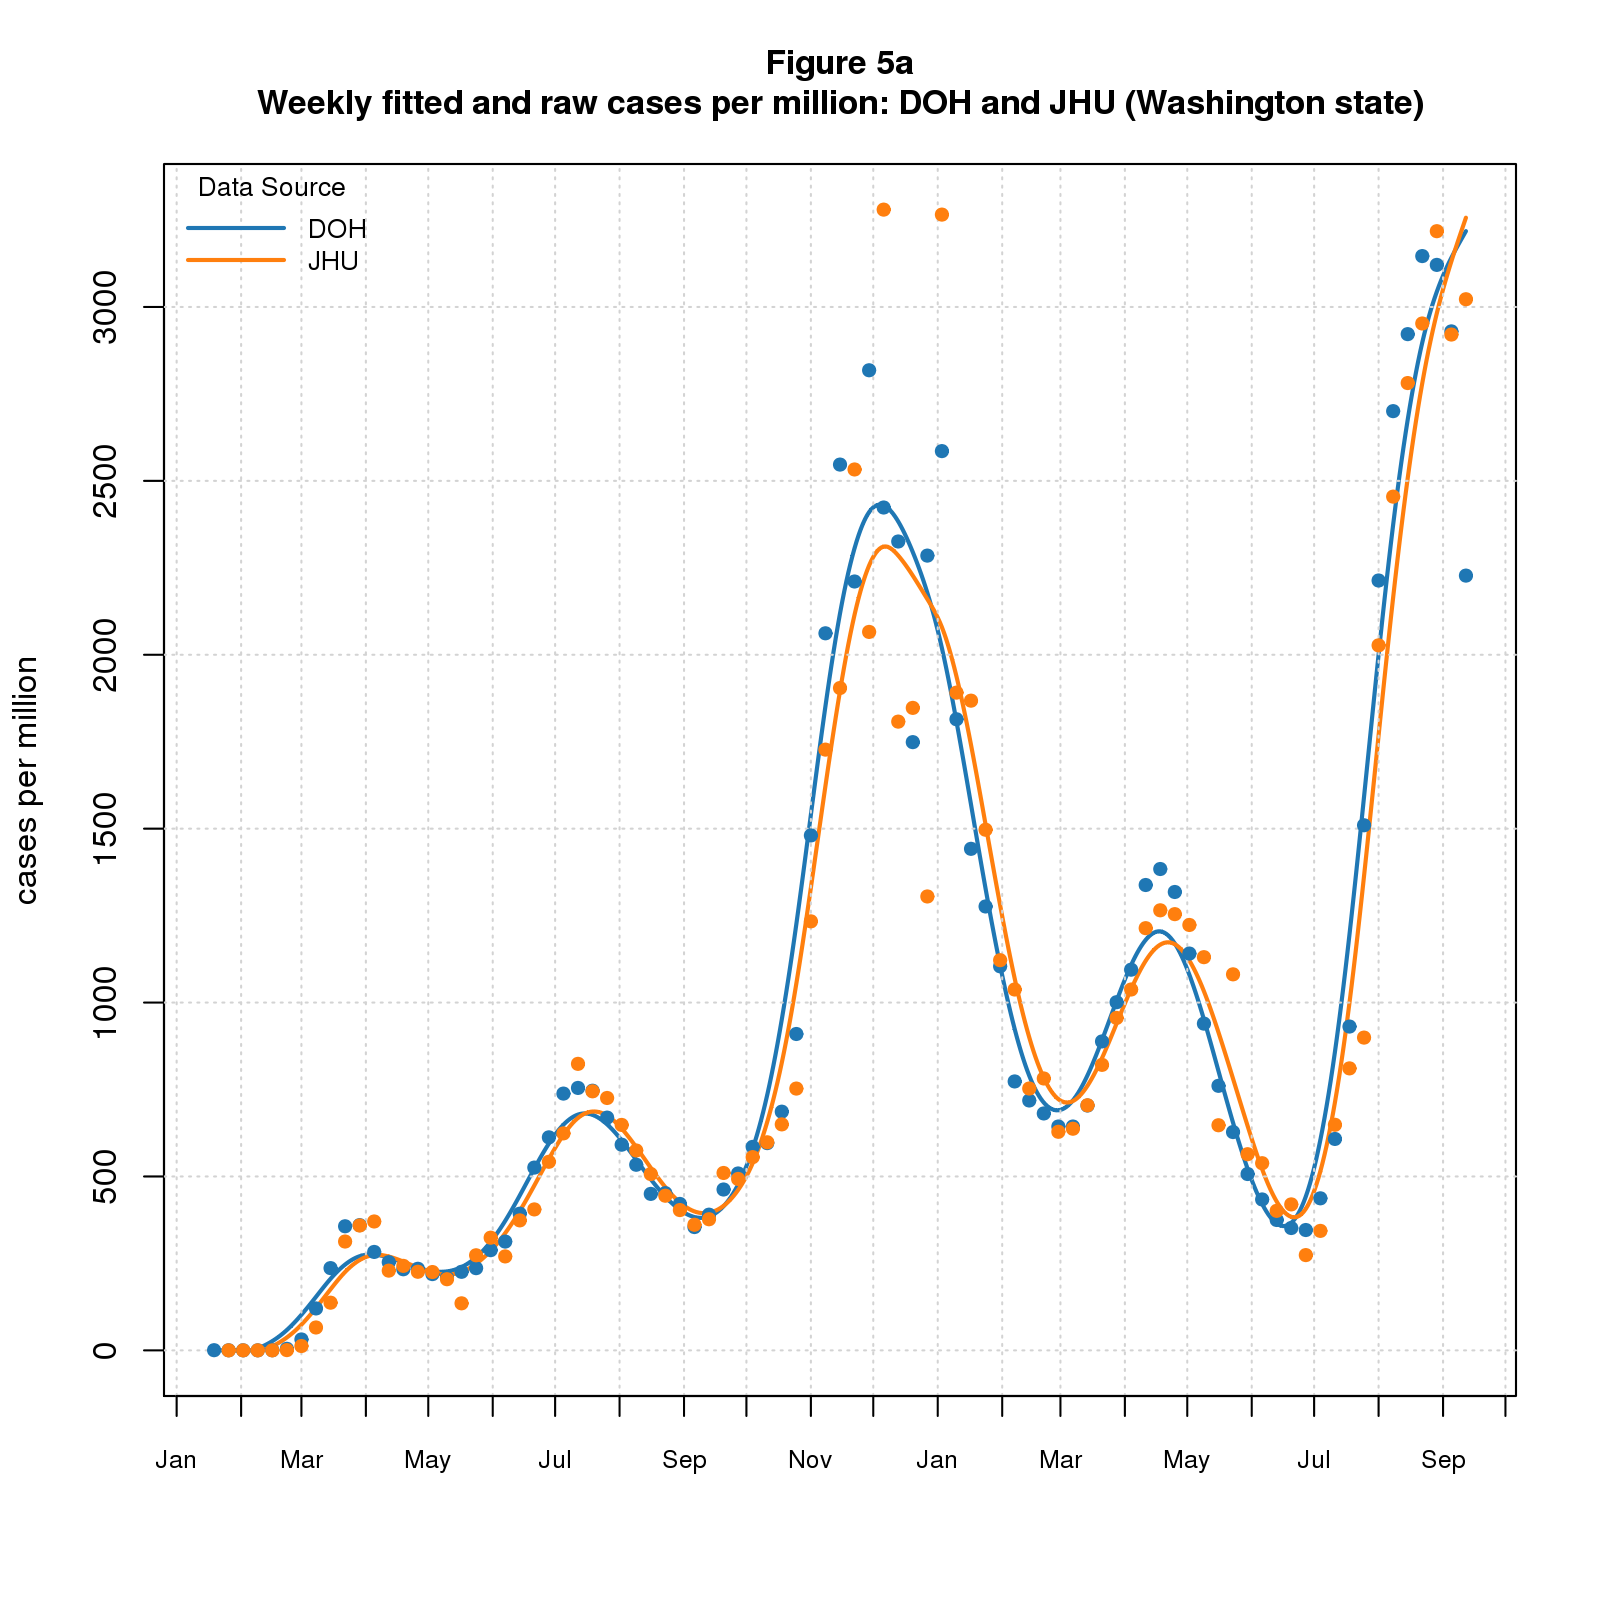 Figure 5a
Weekly fitted and raw cases per million: DOH and JHU (Washington state)
Data Source
DOH
JHU
cases per million
3000
2500
2000
1500
1000
500
0
Jan Mar May Jul Sep Nov Jan Mar May Jul Sep